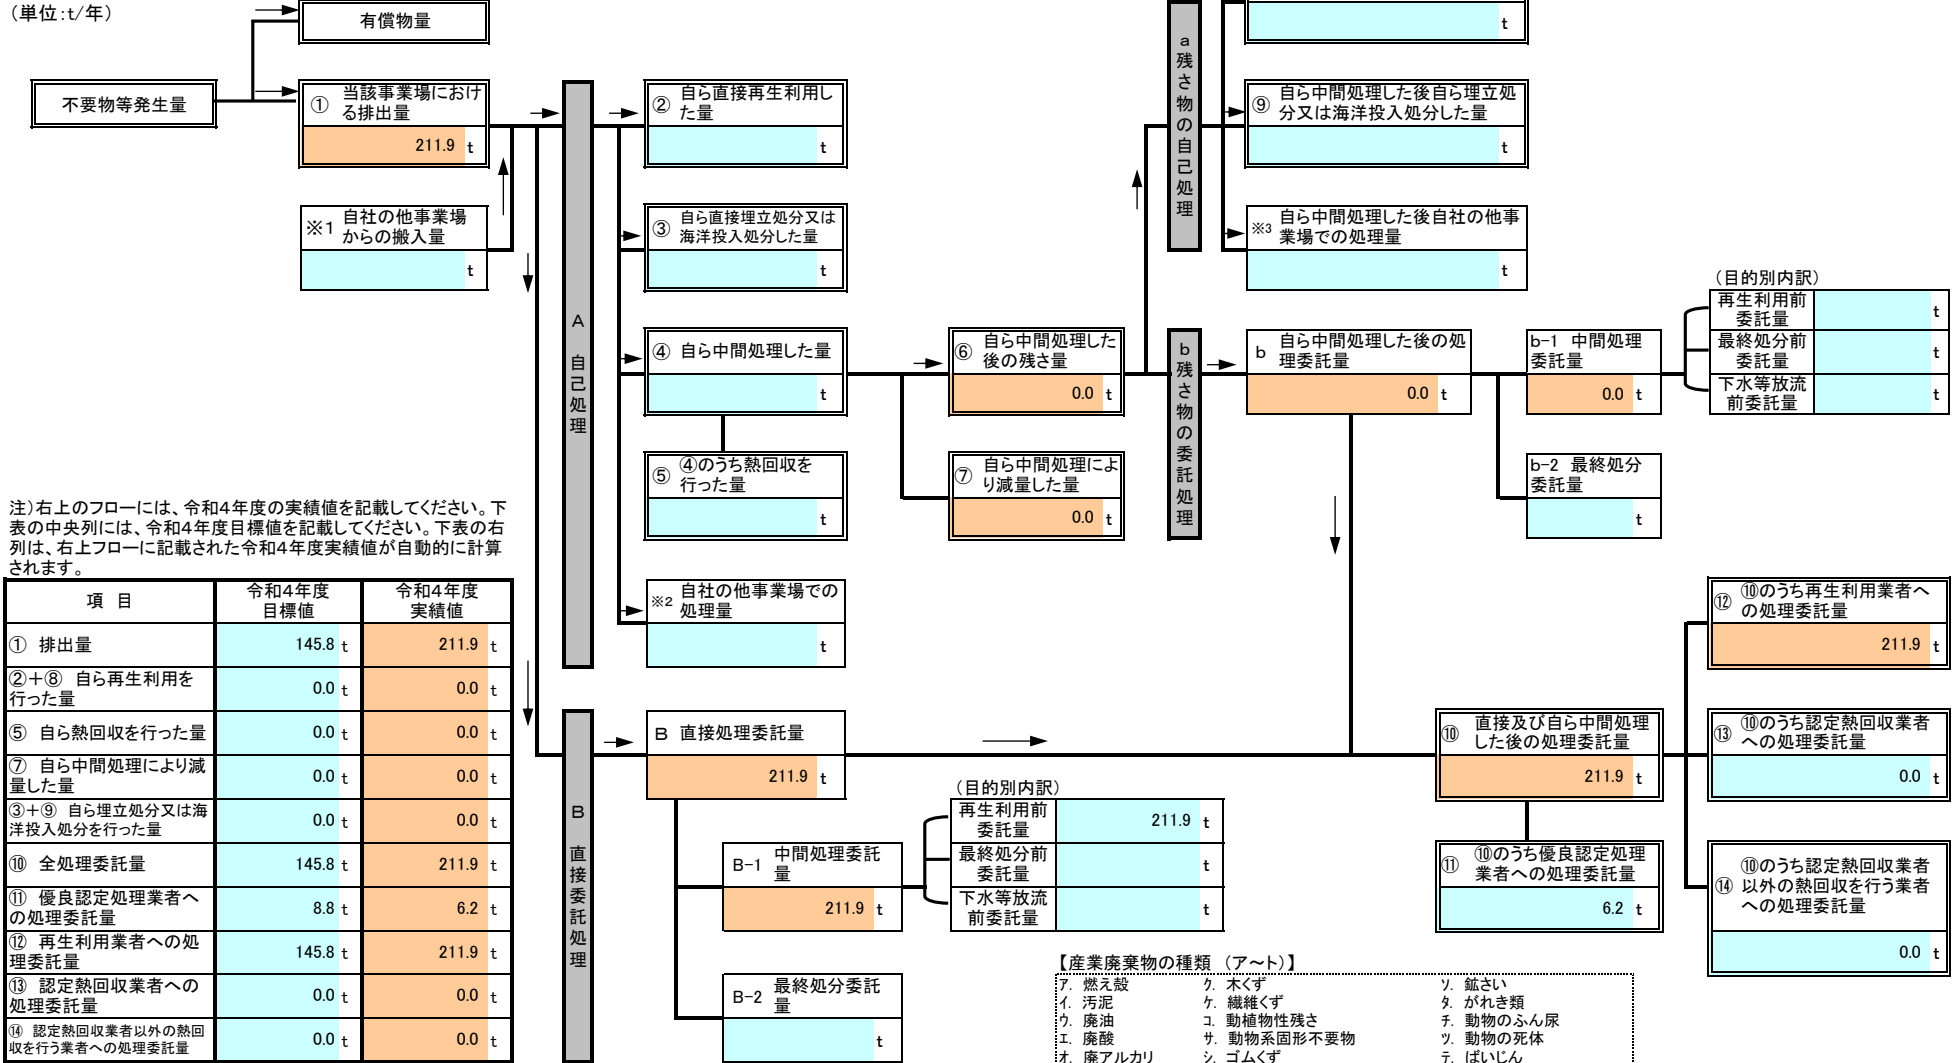 （単位：t/年）
有償物量
不要物等発生量
① 当該事業場におけ
る排出量
211.9 t
※1 自社の他事業場
からの搬入量
t
A 自己処理
② 自ら直接再生利用し
た量
t
③ 自ら直接埋立処分又は
海洋投入処分した量
t
④ 自ら中間処理した量
t
⑤ ④のうち熱回収を
行った量
t
※2 自社の他事業場での
処理量
t
⑥ 自ら中間処理した
後の残さ量
0.0 t
⑦ 自ら中間処理によ
り減量した量
0.0 t
a 残さ物の自己処理
t
⑨ 自ら中間処理した後自ら埋立処
分又は海洋投入処分した量
t
※3 自ら中間処理した後自社の他事
業場での処理量
t
b 残さ物の委託処理
b 自ら中間処理した後の処
理委託量
0.0 t
b-1 中間処理
委託量
0.0 t
b-2 最終処分
委託量
t
（目的別内訳）
再生利用前
委託量
t
最終処分前
委託量
t
下水等放流
前委託量
t
注）右上のフローには、令和４年度の実績値を記載してください。下
表の中央列には、令和４年度目標値を記載してください。下表の右
列は、右上フローに記載された令和４年度実績値が自動的に計算
されます。
項 目 令和４年度
目標値 令和４年度
実績値
① 排出量 145.8 t 211.9 t
②＋⑧ 自ら再生利用を
行った量 0.0 t 0.0 t
⑤ 自ら熱回収を行った量 0.0 t 0.0 t
⑦ 自ら中間処理により減
量した量 0.0 t 0.0 t
③＋⑨ 自ら埋立処分又は海
洋投入処分を行った量 0.0 t 0.0 t
⑩ 全処理委託量 145.8 t 211.9 t
⑪ 優良認定処理業者へ
の処理委託量 8.8 t 6.2 t
⑫ 再生利用業者への処
理委託量 145.8 t 211.9 t
⑬ 認定熱回収業者への
処理委託量 0.0 t 0.0 t
⑭ 認定熱回収業者以外の熱回
収を行う業者への処理委託量 0.0 t 0.0 t
B 直接委託処理
B 直接処理委託量
211.9 t
B-1 中間処理委託
量
211.9 t
B-2 最終処分委託
量
t
（目的別内訳）
再生利用前
委託量
211.9 t
最終処分前
委託量
t
下水等放流
前委託量
t
⑩ 直接及び自ら中間処理
した後の処理委託量
211.9 t
⑪ ⑩のうち優良認定処理
業者への処理委託量
6.2 t
⑫ ⑩のうち再生利用業者へ
の処理委託量
211.9 t
⑬ ⑩のうち認定熱回収業者
への処理委託量
0.0 t
⑭ ⑩のうち認定熱回収業者
以外の熱回収を行う業者
への処理委託量
0.0 t
【産業廃棄物の種類 （ア～ト）】
ア. 燃え殻 ク. 木くず ソ. 鉱さい
イ. 汚泥 ケ. 繊維くず タ. がれき類
ウ. 廃油 コ. 動植物性残さ チ. 動物のふん尿
エ. 廃酸 サ. 動物系固形不要物 ツ. 動物の死体
オ. 廃アルカリ シ. ゴムくず テ. ばいじん